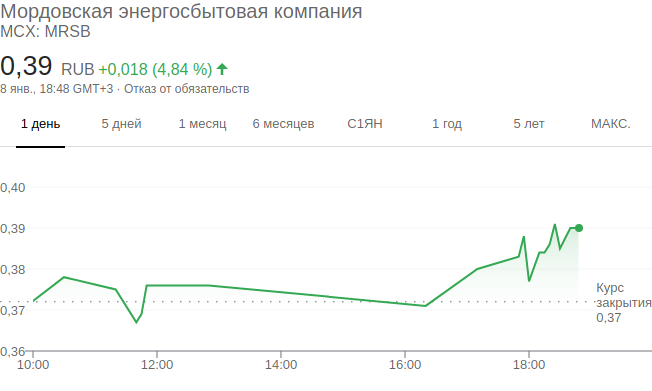 Мордовская энергосбытовая компания
MCX: MRSB
0,39 RUB +0,018 (4,84 %)
8 янв., 18:48 GMT+3 · Отказ от обязательств
1 день 5 дней 1 месяц 6 месяцев С1ЯН 1 год 5 лет МАКС.
0,40
0,39
0,38
Курс
закрытия
0,37
0,37
0,36
10:00 12:00 14:00 16:00 18:00